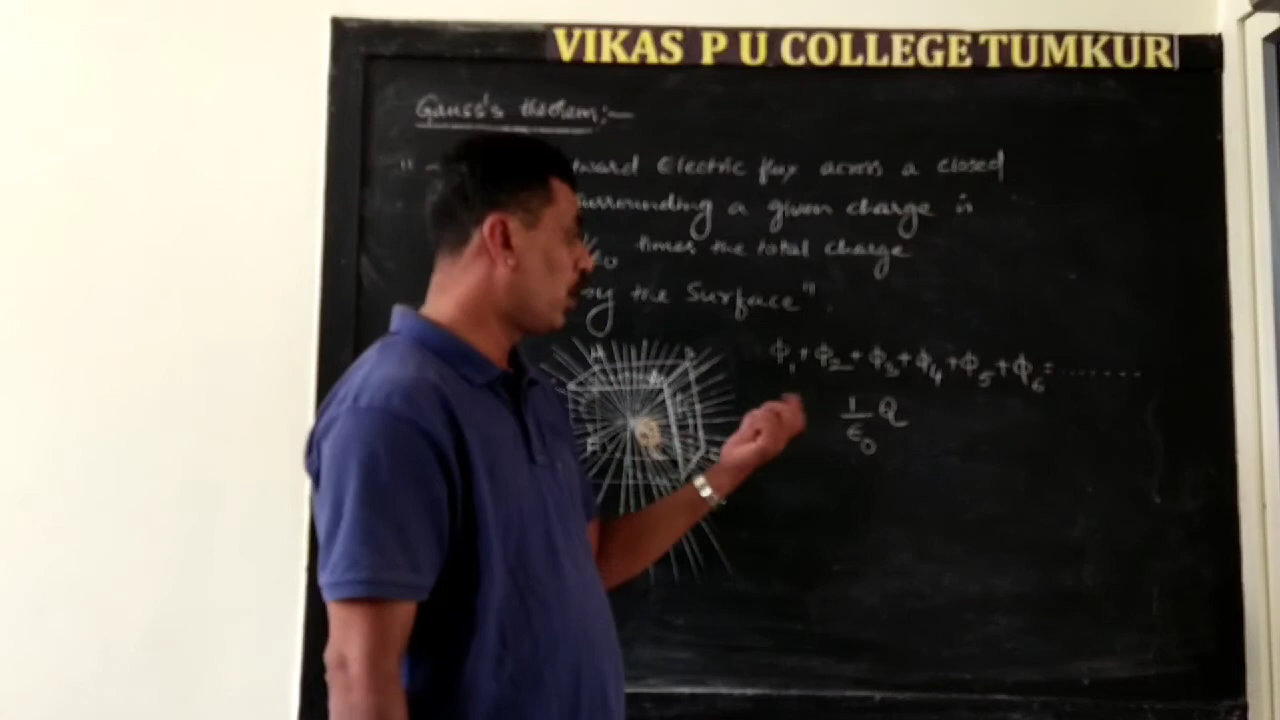 VIKAS P U COLLEGE TUMKUR
Gauss's theorem:-
" tward Electric flux across a closed
surrounding a given charge is
times the total charge
by the Surface".
Φ₁ + Φ₂ + Φ₃ + Φ₄ + Φ₅ + Φ₆ = .......
1/ϵ₀ Q